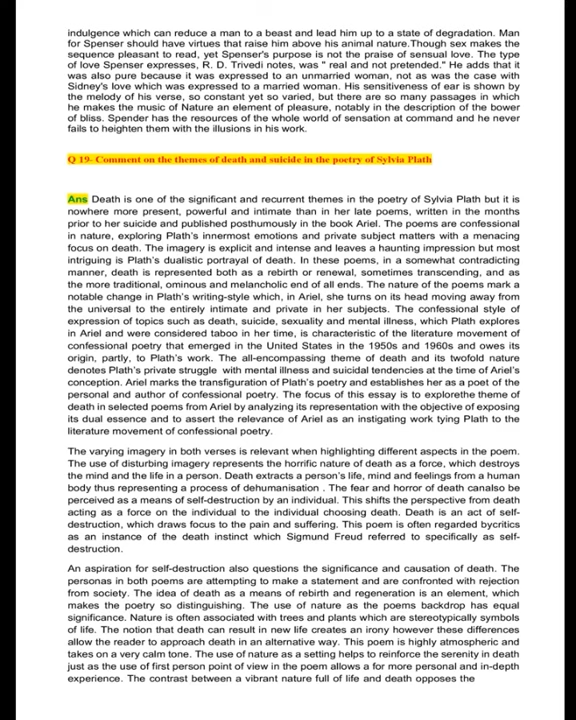 indulgence which can reduce a man to a beast and lead him up to a state of degradation. Man
for Spenser should have virtues that raise him above his animal nature.Though sex makes the
sequence pleasant to read, yet Spenser's purpose is not the praise of sensual love. The type
of love Spenser expresses, R. D. Trivedi notes, was " real and not pretended." He adds that it
was also pure because it was expressed to an unmarried woman, not as was the case with
Sidney's love which was expressed to a married woman. His sensitiveness of ear is shown by
the melody of his verse, so constant yet so varied, but there are so many passages in which
he makes the music of Nature an element of pleasure, notably in the description of the bower
of bliss. Spender has the resources of the whole world of sensation at command and he never
fails to heighten them with the illusions in his work.
Q 19- Comment on the themes of death and suicide in the poetry of Sylvia Plath
Ans Death is one of the significant and recurrent themes in the poetry of Sylvia Plath but it is
nowhere more present, powerful and intimate than in her late poems, written in the months
prior to her suicide and published posthumously in the book Ariel. The poems are confessional
in nature, exploring Plath's innermost emotions and private subject matters with a menacing
focus on death. The imagery is explicit and intense and leaves a haunting impression but most
intriguing is Plath's dualistic portrayal of death. In these poems, in a somewhat contradicting
manner, death is represented both as a rebirth or renewal, sometimes transcending, and as
the more traditional, ominous and melancholic end of all ends. The nature of the poems mark a
notable change in Plath's writing-style which, in Ariel, she turns on its head moving away from
the universal to the entirely intimate and private in her subjects. The confessional style of
expression of topics such as death, suicide, sexuality and mental illness, which Plath explores
in Ariel and were considered taboo in her time, is characteristic of the literature movement of
confessional poetry that emerged in the United States in the 1950s and 1960s and owes its
origin, partly, to Plath's work. The all-encompassing theme of death and its twofold nature
denotes Plath's private struggle with mental illness and suicidal tendencies at the time of Ariel's
conception. Ariel marks the transfiguration of Plath's poetry and establishes her as a poet of the
personal and author of confessional poetry. The focus of this essay is to explorethe theme of
death in selected poems from Ariel by analyzing its representation with the objective of exposing
its dual essence and to assert the relevance of Ariel as an instigating work tying Plath to the
literature movement of confessional poetry.
The varying imagery in both verses is relevant when highlighting different aspects in the poem.
The use of disturbing imagery represents the horrific nature of death as a force, which destroys
the mind and the life in a person. Death extracts a person's life, mind and feelings from a human
body thus representing a process of dehumanisation . The fear and horror of death canalso be
perceived as a means of self-destruction by an individual. This shifts the perspective from death
acting as a force on the individual to the individual choosing death. Death is an act of self-
destruction, which draws focus to the pain and suffering. This poem is often regarded bycritics
as an instance of the death instinct which Sigmund Freud referred to specifically as self-
destruction.
An aspiration for self-destruction also questions the significance and causation of death. The
personas in both poems are attempting to make a statement and are confronted with rejection
from society. The idea of death as a means of rebirth and regeneration is an element, which
makes the poetry so distinguishing. The use of nature as the poems backdrop has equal
significance. Nature is often associated with trees and plants which are stereotypically symbols
of life. The notion that death can result in new life creates an irony however these differences
allow the reader to approach death in an alternative way. This poem is highly atmospheric and
takes on a very calm tone. The use of nature as a setting helps to reinforce the serenity in death
just as the use of first person point of view in the poem allows a for more personal and in-depth
experience. The contrast between a vibrant nature full of life and death opposes the